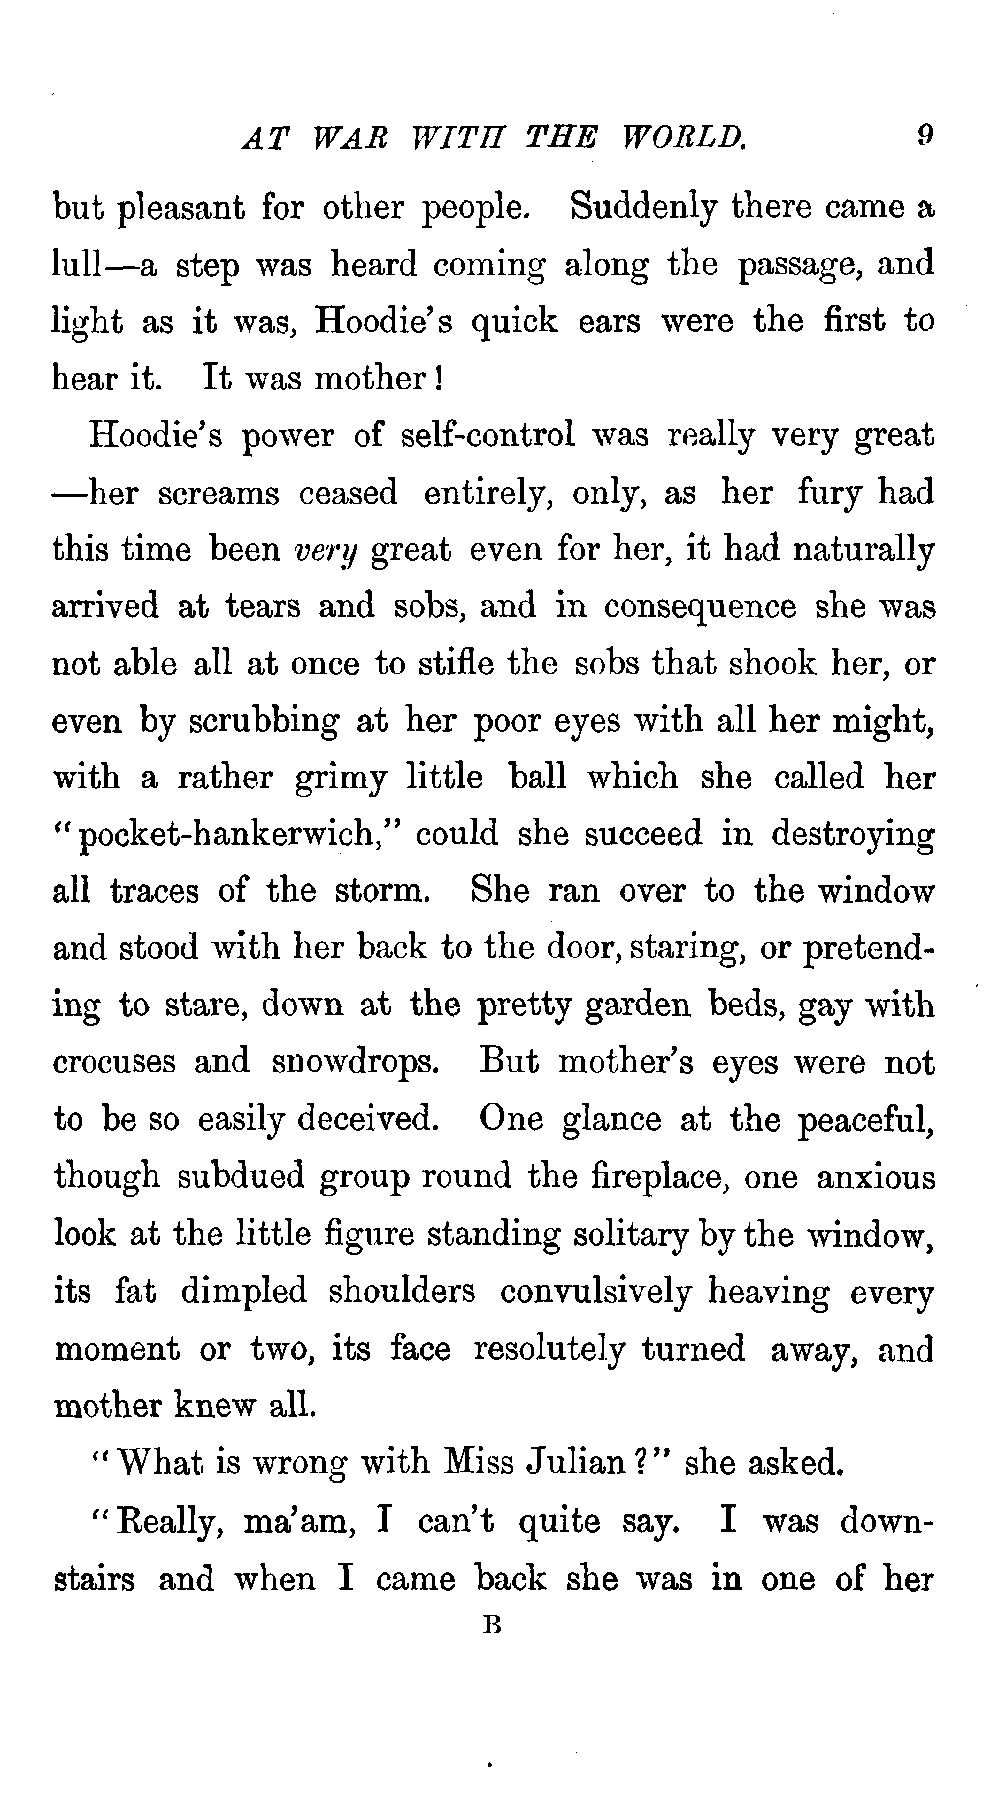 AT WAR WITH THE WORLD. 9
but pleasant for other people. Suddenly there came a
lull—a step was heard coming along the passage, and
light as it was, Hoodie's quick ears were the first to
hear it. It was mother!
Hoodie's power of self-control was really very great
—her screams ceased entirely, only, as her fury had
this time been very great even for her, it had naturally
arrived at tears and sobs, and in consequence she was
not able all at once to stifle the sobs that shook her, or
even by scrubbing at her poor eyes with all her might,
with a rather grimy little ball which she called her
"pocket-hankerwich," could she succeed in destroying
all traces of the storm. She ran over to the window
and stood with her back to the door, staring, or pretend-
ing to stare, down at the pretty garden beds, gay with
crocuses and snowdrops. But mother's eyes were not
to be so easily deceived. One glance at the peaceful,
though subdued group round the fireplace, one anxious
look at the little figure standing solitary by the window,
its fat dimpled shoulders convulsively heaving every
moment or two, its face resolutely turned away, and
mother knew all.
"What is wrong with Miss Julian?" she asked.
"Really, ma'am, I can't quite say. I was down-
stairs and when I came back she was in one of her
B